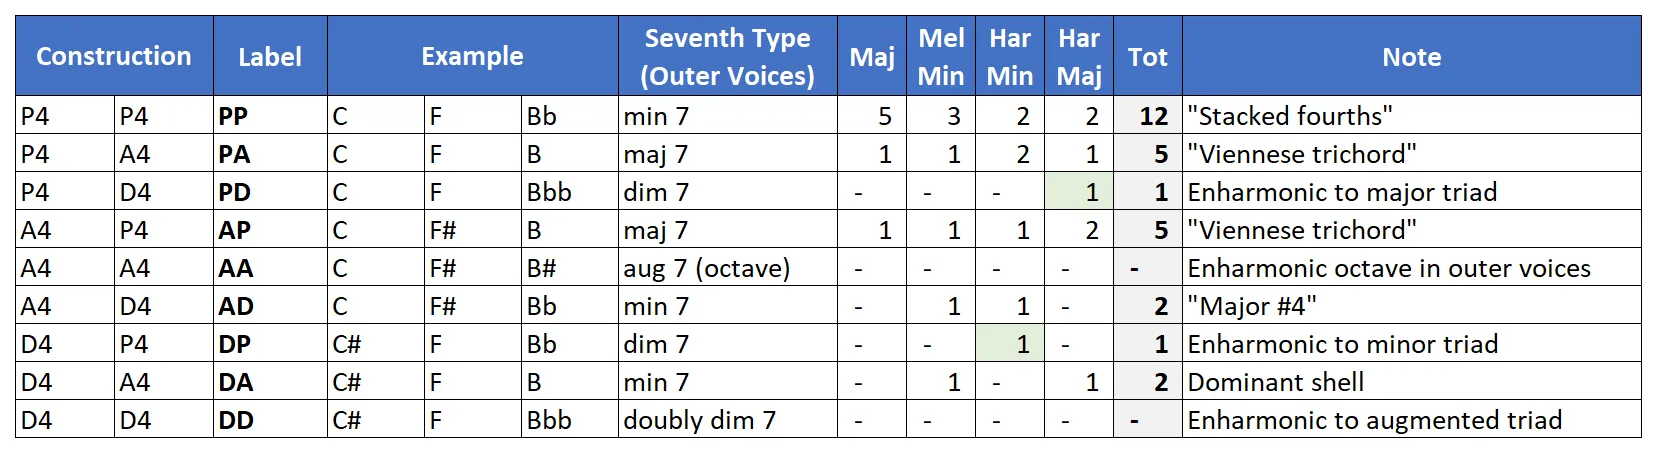 Construction Label Example Seventh Type (Outer Voices) Maj Mel Min Har Min Har Maj Tot Note
P4 P4 PP C F Bb min 7 5 3 2 2 12 "Stacked fourths"
P4 A4 PA C F B maj 7 1 1 2 1 5 "Viennese trichord"
P4 D4 PD C F Bbb dim 7 - - - 1 1 Enharmonic to major triad
A4 P4 AP C F# B maj 7 1 1 1 2 5 "Viennese trichord"
A4 A4 AA C F# B# aug 7 (octave) - - - - - Enharmonic octave in outer voices
A4 D4 AD C F# Bb min 7 - 1 1 - 2 "Major #4"
D4 P4 DP C# F Bb dim 7 - - 1 - 1 Enharmonic to minor triad
D4 A4 DA C# F B min 7 - 1 - 1 2 Dominant shell
D4 D4 DD C# F Bbb doubly dim 7 - - - - - Enharmonic to augmented triad